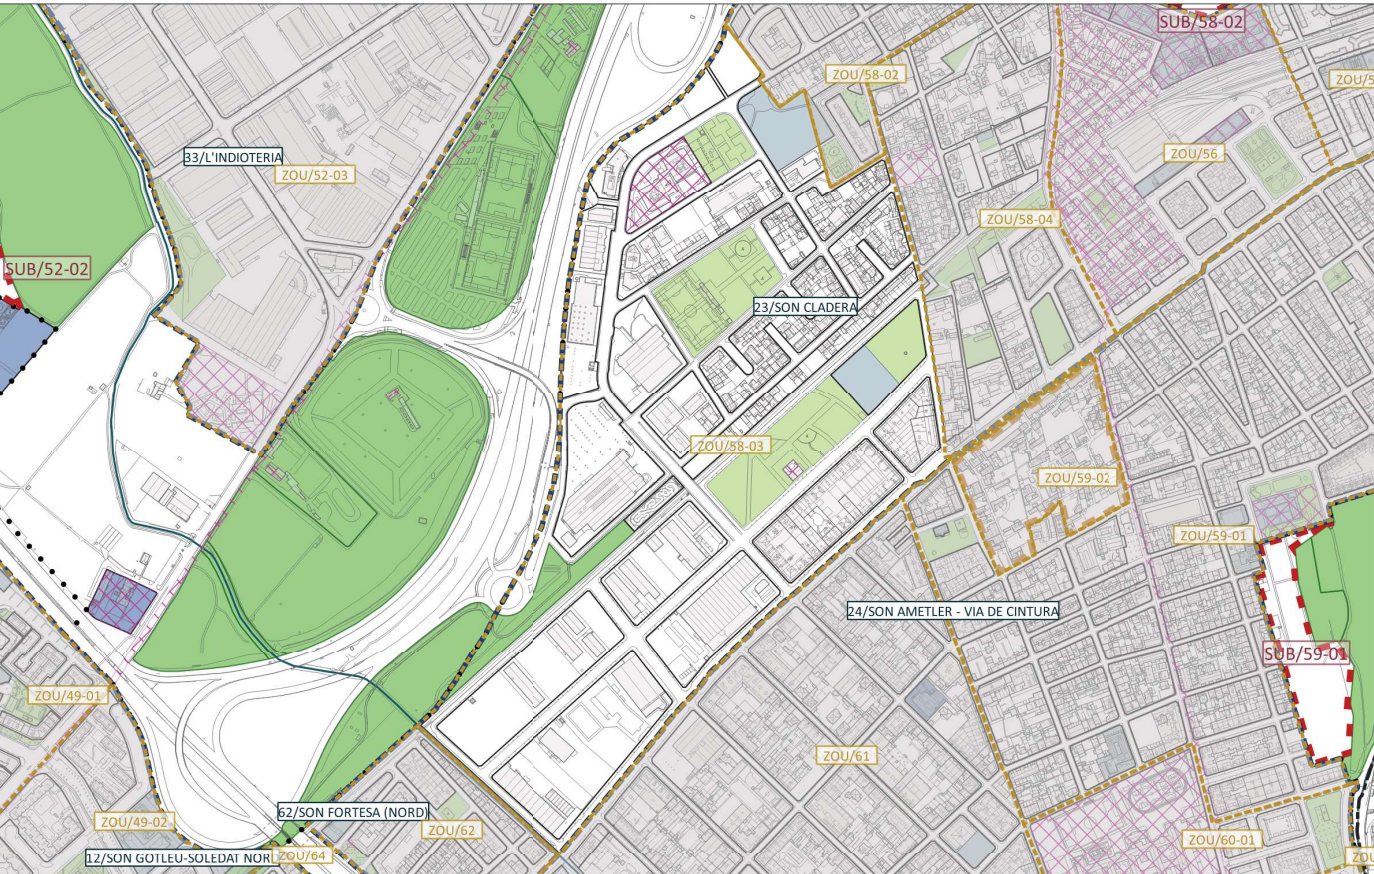 SUB/58-02
ZOU/58-02
ZOU/5
33/L'INDIOTERIA
ZOU/52-03
ZOU/56
ZOU/58-04
SUB/52-02
23/SON CLADERA
ZOU/58-03
ZOU/59-02
ZOU/59-01
24/SON AMETLER - VIA DE CINTURA
SUB/59-01
ZOU/49-01
ZOU/61
62/SON FORTESA (NORD)
ZOU/49-02
ZOU/62
ZOU/60-01
12/SON GOTLEU-SOLEDAT NOR
ZOU/64
ZOU